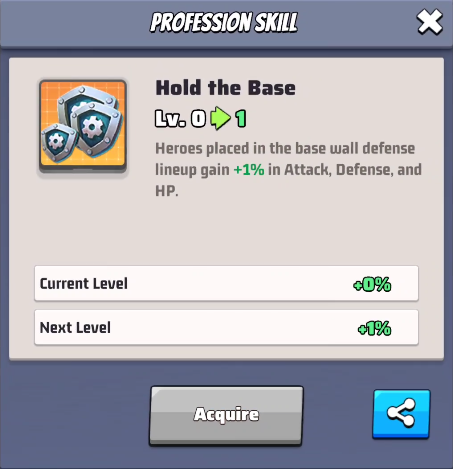 PROFESSION SKILL
Hold the Base
Lv. 0 1
Heroes placed in the base wall defense
lineup gain +1% in Attack, Defense, and
HP.
Current Level +0%
Next Level +1%
Acquire